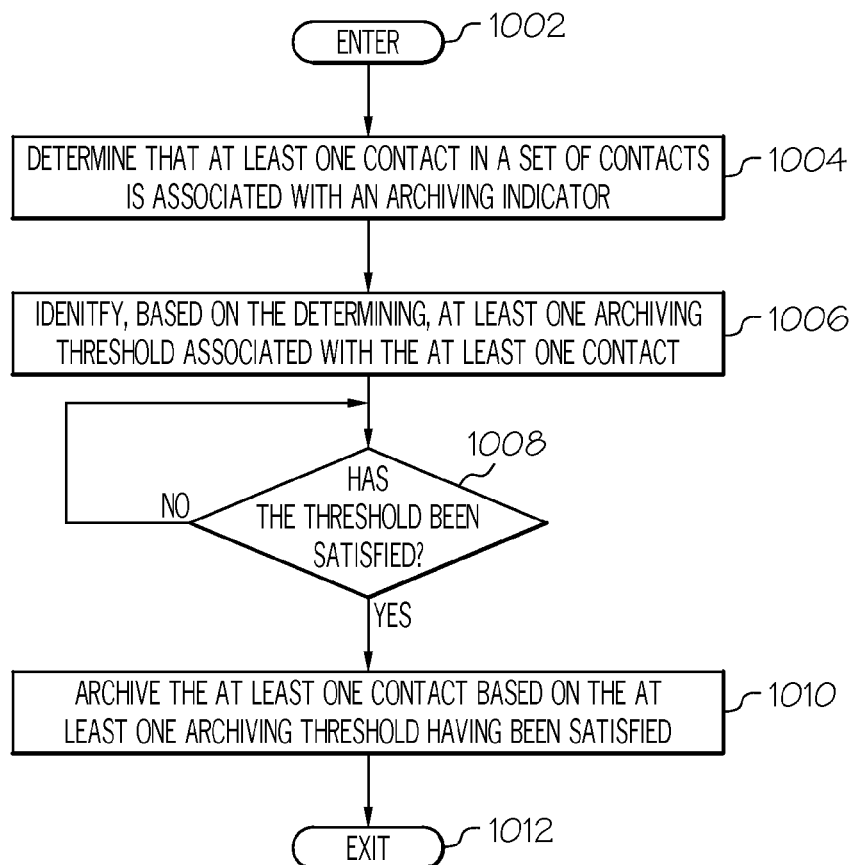 ENTER
1002
DETERMINE THAT AT LEAST ONE CONTACT IN A SET OF CONTACTS
IS ASSOCIATED WITH AN ARCHIVING INDICATOR
1004
IDENITFY, BASED ON THE DETERMINING, AT LEAST ONE ARCHIVING
THRESHOLD ASSOCIATED WITH THE AT LEAST ONE CONTACT
1006
1008
HAS
THE THRESHOLD BEEN
SATISFIED?
NO
YES
ARCHIVE THE AT LEAST ONE CONTACT BASED ON THE AT
LEAST ONE ARCHIVING THRESHOLD HAVING BEEN SATISFIED
1010
EXIT
1012